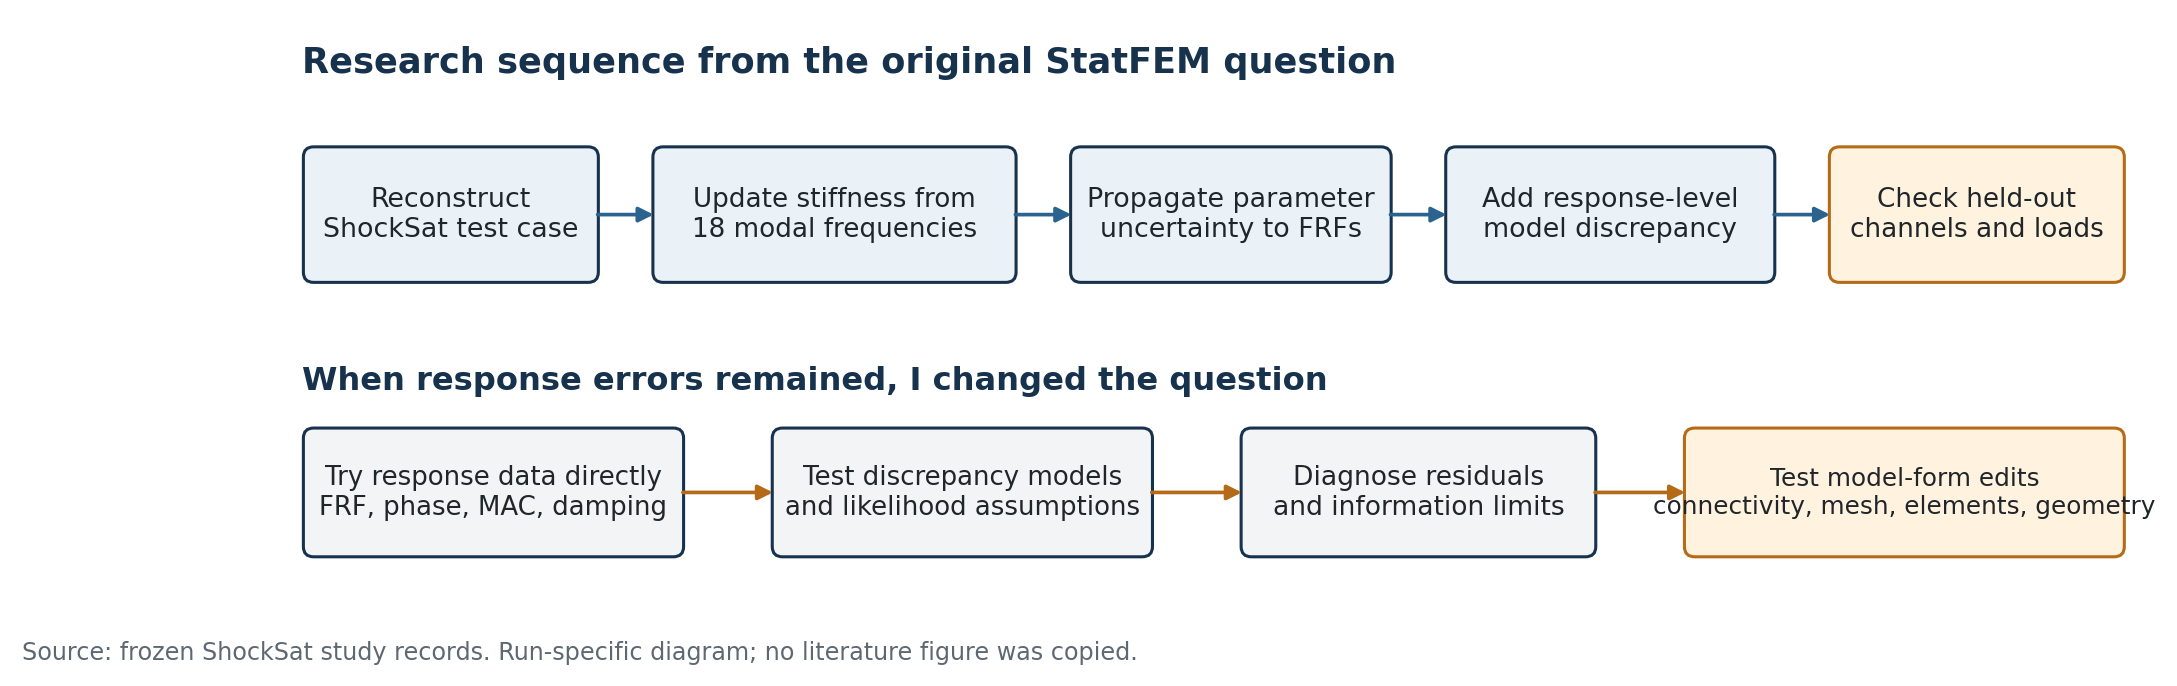 Research sequence from the original StatFEM question
Reconstruct
ShockSat test case
Update stiffness from
18 modal frequencies
Propagate parameter
uncertainty to FRFs
Add response-level
model discrepancy
Check held-out
channels and loads
When response errors remained, I changed the question
Try response data directly
FRF, phase, MAC, damping
Test discrepancy models
and likelihood assumptions
Diagnose residuals
and information limits
Test model-form edits
connectivity, mesh, elements, geometry
Source: frozen ShockSat study records. Run-specific diagram; no literature figure was copied.